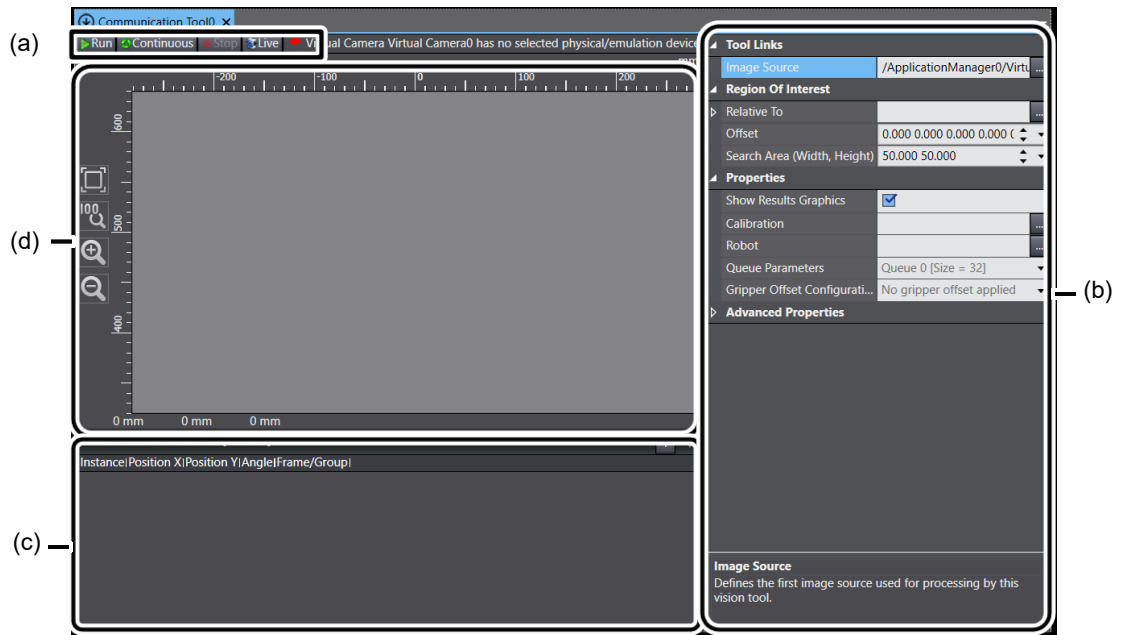 Communication Tool0 ×
(a)
Run Continuous Stop Live Virtual Camera Virtual Camera0 has no selected physical/emulation device
mm
-200 -100 0 100 200
600
100
500
(d)
400
0 mm 0 mm 0 mm
Instance|Position X|Position Y|Angle|Frame/Group|
(c)
Tool Links
Image Source /ApplicationManager0/Virtu ...
Region Of Interest
Relative To ...
Offset 0.000 0.000 0.000 0.000 (
Search Area (Width, Height) 50.000 50.000
Properties
Show Results Graphics
Calibration ...
Robot ...
Queue Parameters Queue 0 [Size = 32]
Gripper Offset Configurati... No gripper offset applied
(b)
Advanced Properties
Image Source
Defines the first image source used for processing by this
vision tool.